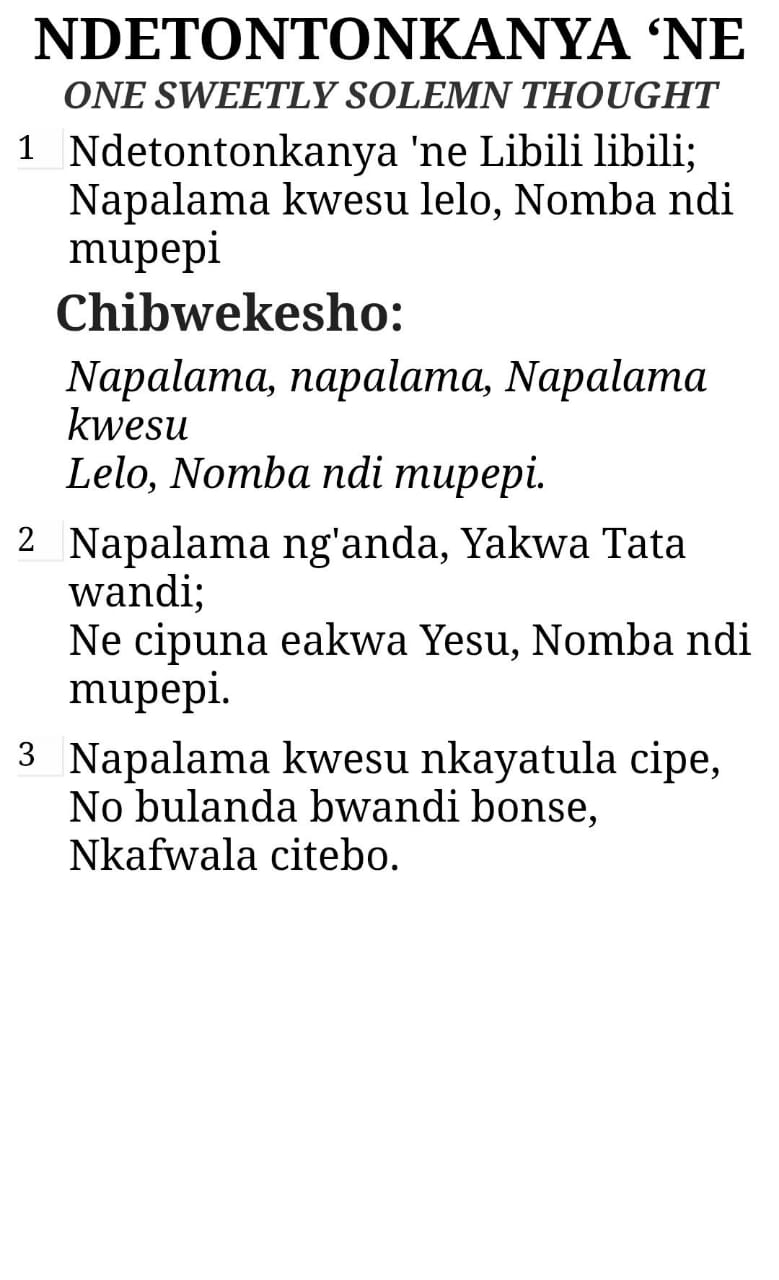 NDETONTONKANYA ‘NE
ONE SWEETLY SOLEMN THOUGHT
1 Ndetontonkanya 'ne Libili libili;
Napalama kwesu lelo, Nomba ndi
mupepi
Chibwekesho:
Napalama, napalama, Napalama
kwesu
Lelo, Nomba ndi mupepi.
2 Napalama ng'anda, Yakwa Tata
wandi;
Ne cipuna eakwa Yesu, Nomba ndi
mupepi.
3 Napalama kwesu nkayatula cipe,
No bulanda bwandi bonse,
Nkafwala citebo.